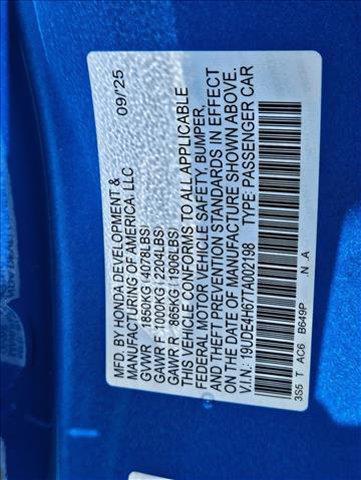 MFD. BY HONDA DEVELOPMENT & 09/'25
MANUFACTURING OF AMERICA, LLC
GVWR 1850KG(4078LBS)
GAWR F 1000KG(2204LBS)
GAWR R 865KG(1906LBS)
THIS VEHICLE CONFORMS TO ALL APPLICABLE
FEDERAL MOTOR VEHICLE SAFETY, BUMPER,
AND THEFT PREVENTION STANDARDS IN EFFECT
ON THE DATE OF MANUFACTURE SHOWN ABOVE.
V.I.N.: 19UDE4H677A002198 TYPE: PASSENGER CAR
3S5 T AC6 B649P .N .A